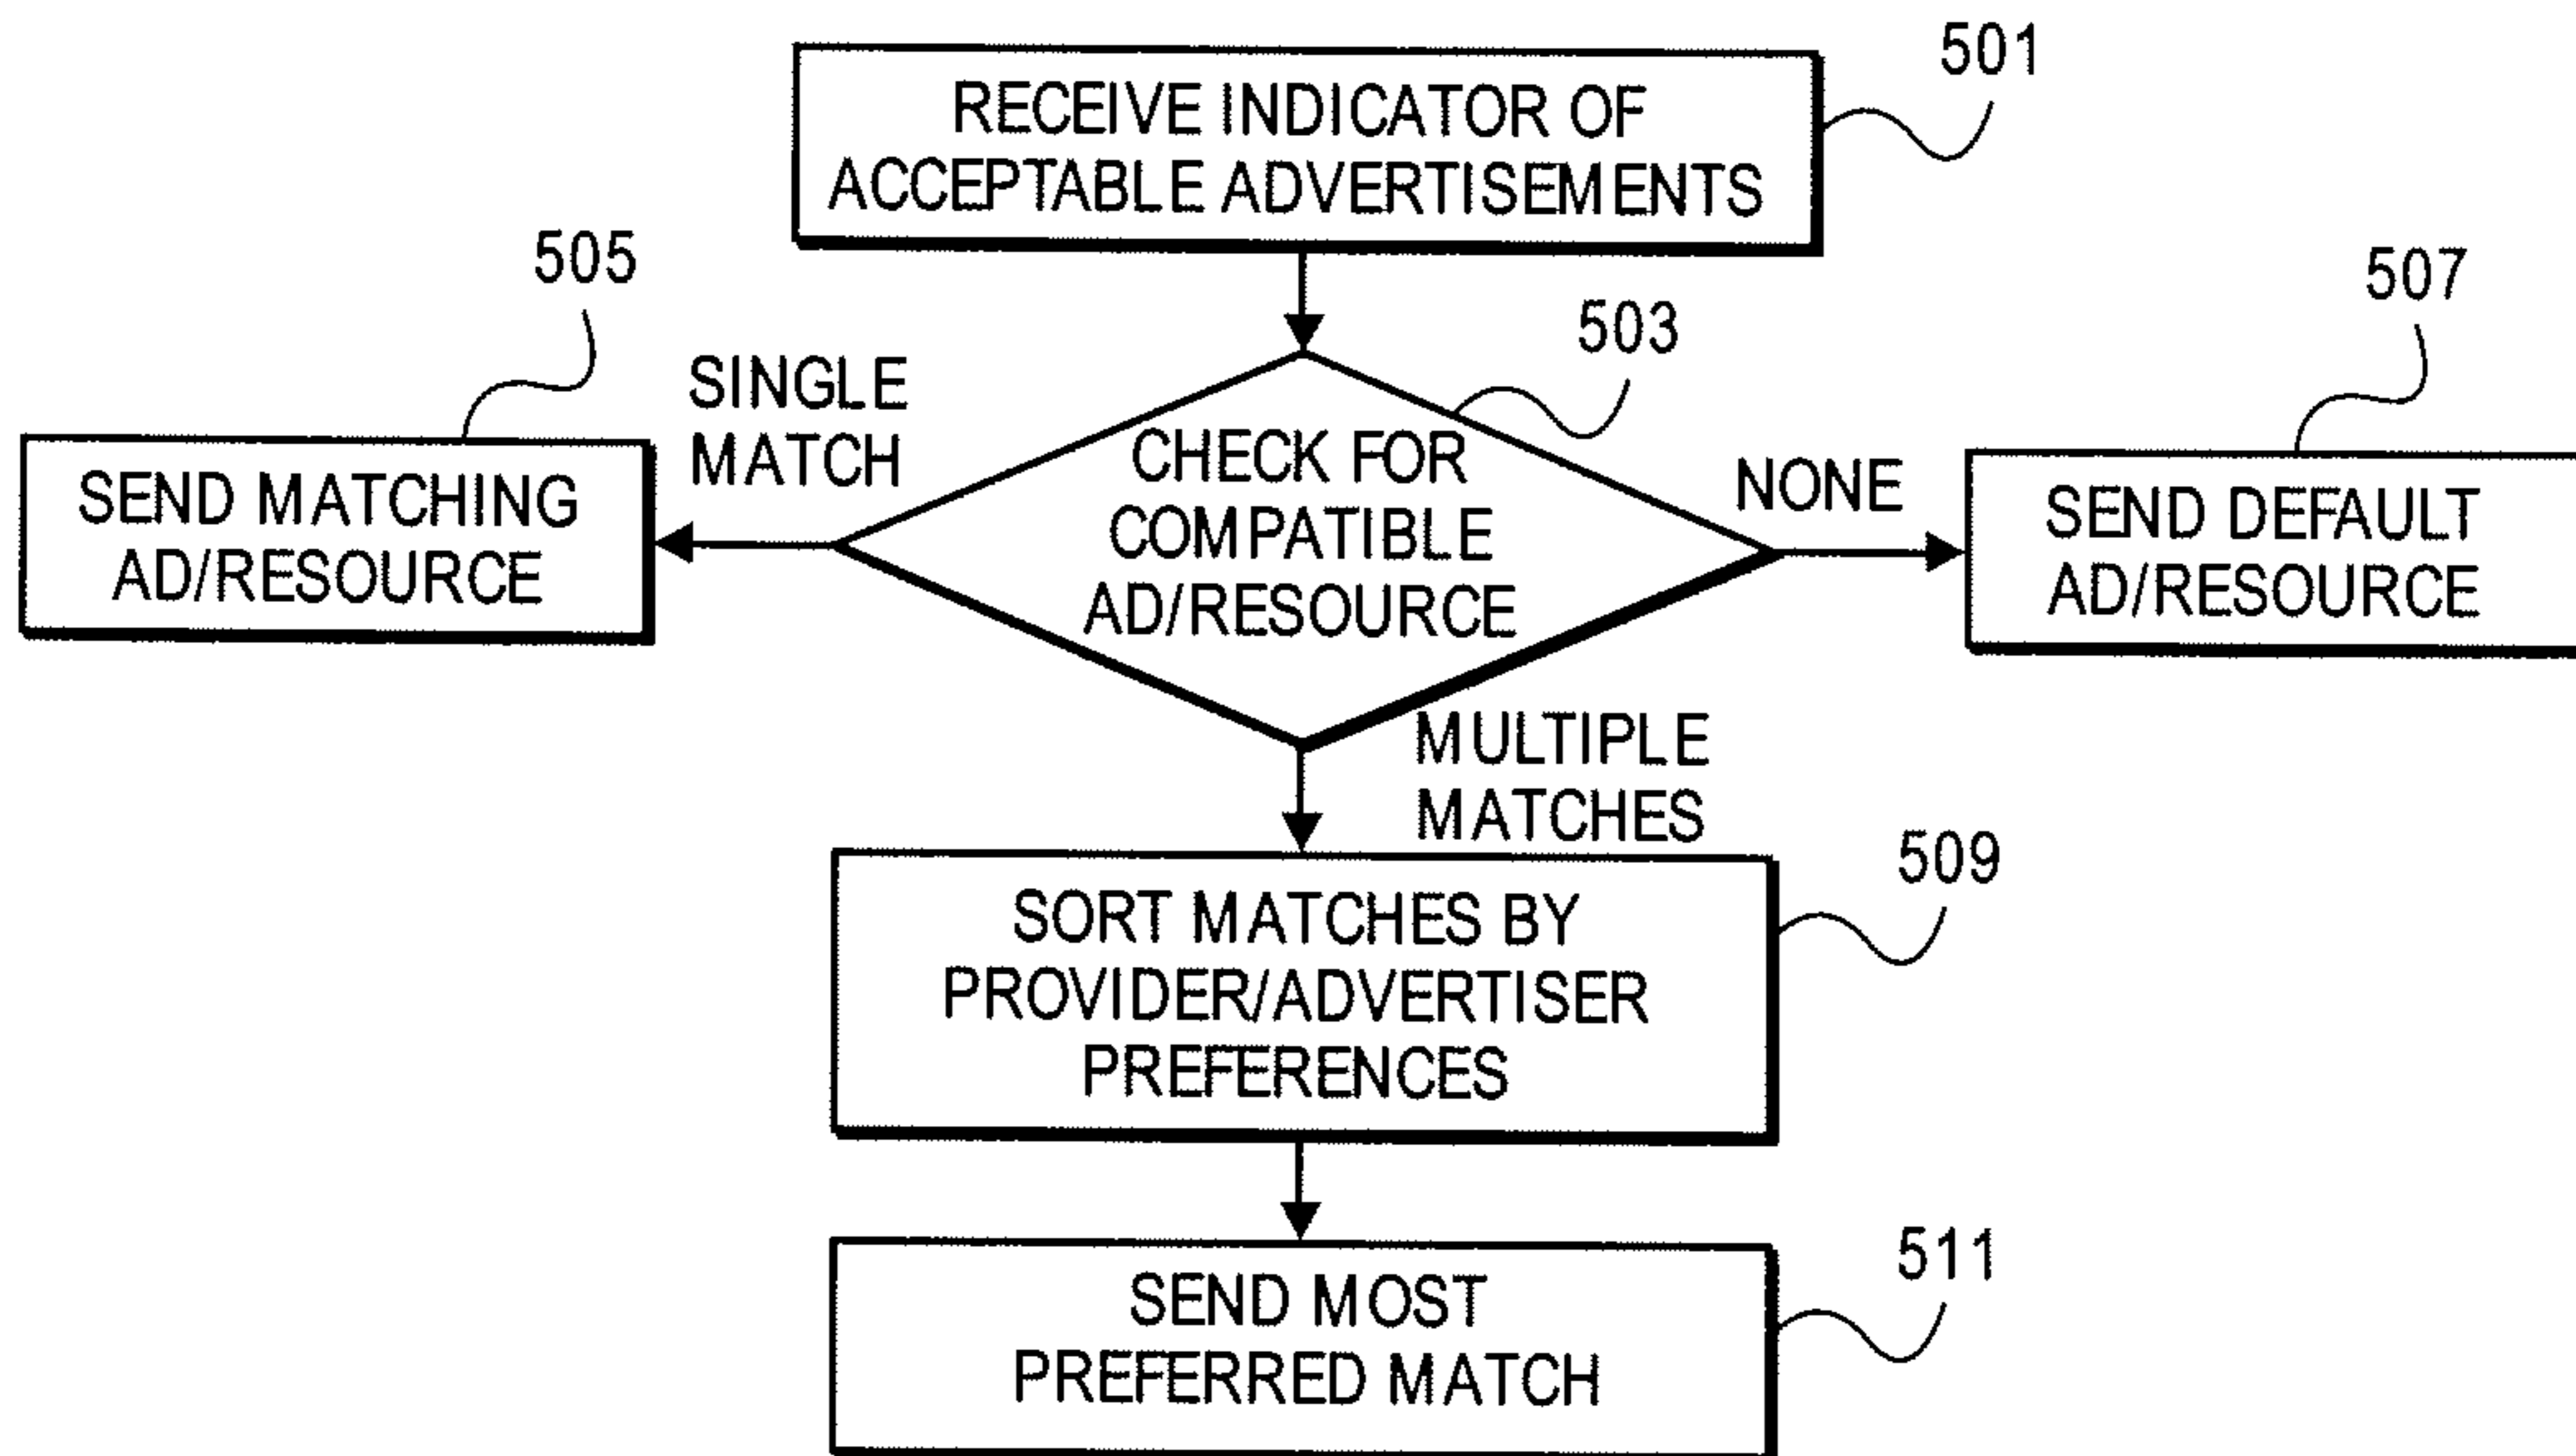 501
RECEIVE INDICATOR OF
ACCEPTABLE ADVERTISEMENTS
505
507
503
SINGLE
MATCH
CHECK FOR
COMPATIBLE
AD/RESOURCE
NONE
SEND MATCHING
AD/RESOURCE
SEND DEFAULT
AD/RESOURCE
MULTIPLE
MATCHES
509
SORT MATCHES BY
PROVIDER/ADVERTISER
PREFERENCES
511
SEND MOST
PREFERRED MATCH